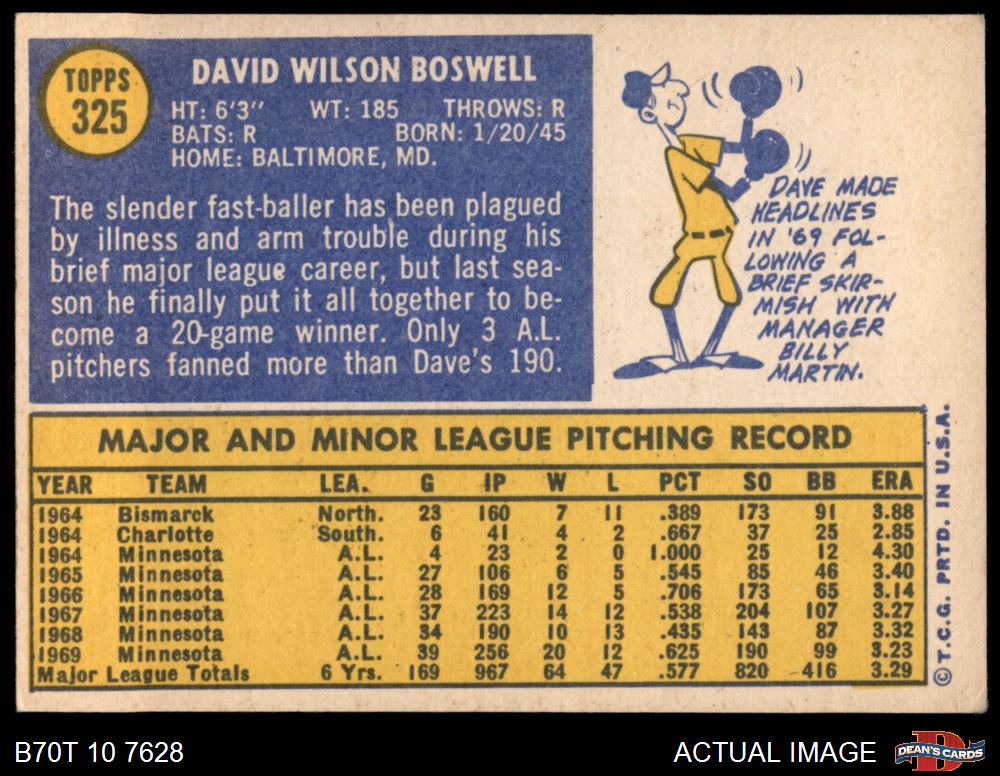 TOPPS
325
DAVID WILSON BOSWELL
HT: 6'3" WT: 185 THROWS: R
BATS: R BORN: 1/20/45
HOME: BALTIMORE, MD.
The slender fast-baller has been plagued
by illness and arm trouble during his
brief major league career, but last sea-
son he finally put it all together to be-
come a 20-game winner. Only 3 A.L.
pitchers fanned more than Dave's 190.
DAVE MADE
HEADLINES
IN '69 FOL-
LOWING A
BRIEF SKIR-
MISH WITH
MANAGER
BILLY
MARTIN.
MAJOR AND MINOR LEAGUE PITCHING RECORD
YEAR TEAM LEA. G IP W L PCT SO BB ERA
1964 Bismarck North. 23 160 7 11 .389 173 91 3.88
1964 Charlotte South. 6 41 4 2 .667 37 25 2.85
1964 Minnesota A.L. 4 23 2 0 1.000 25 12 4.30
1965 Minnesota A.L. 27 106 6 5 .545 85 46 3.40
1966 Minnesota A.L. 28 169 12 5 .706 173 65 3.14
1967 Minnesota A.L. 37 223 14 12 .538 204 107 3.27
1968 Minnesota A.L. 34 190 10 13 .435 143 87 3.32
1969 Minnesota A.L. 39 256 20 12 .625 190 99 3.23
Major League Totals 6 Yrs. 169 967 64 47 .577 820 416 3.29
© T.C.G. PRTD. IN U.S.A.
B70T 10 7628
ACTUAL IMAGE
DEAN'S CARDS